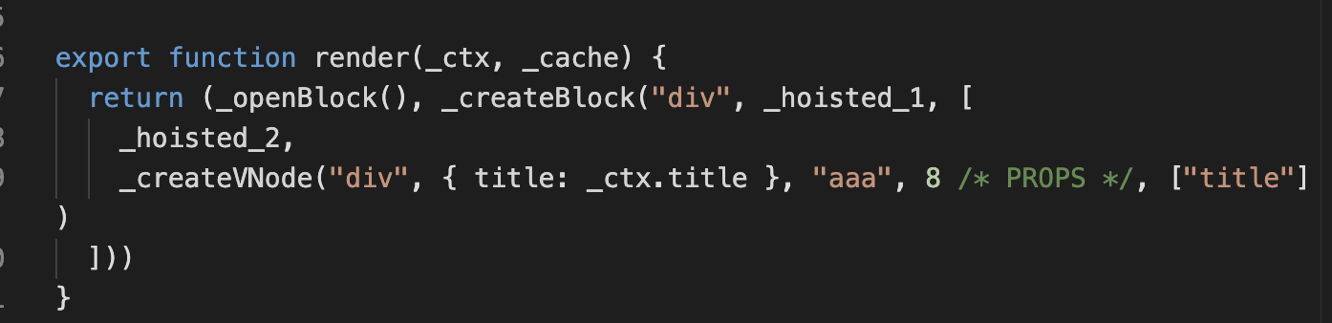 export function render(_ctx, _cache) {
  return (_openBlock(), _createBlock("div", _hoisted_1, [
    _hoisted_2,
    _createVNode("div", { title: _ctx.title }, "aaa", 8 /* PROPS */, ["title"]
)
  ]))
}